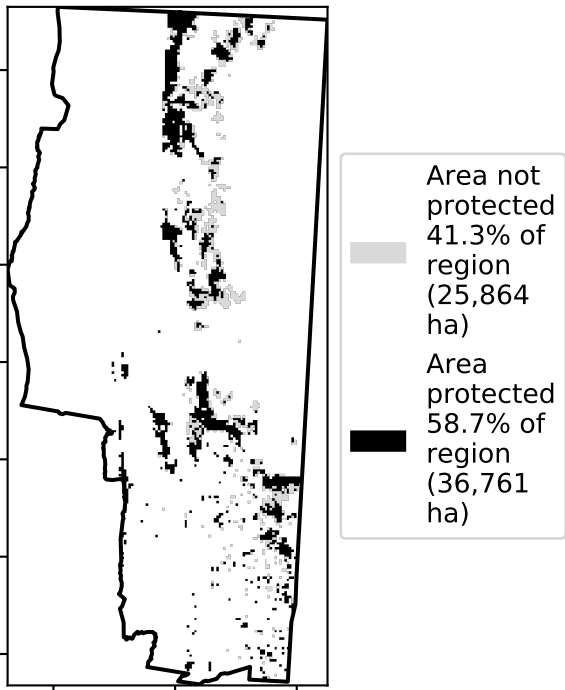 Area not
protected
41.3% of
region
(25,864
ha)
Area
protected
58.7% of
region
(36,761
ha)